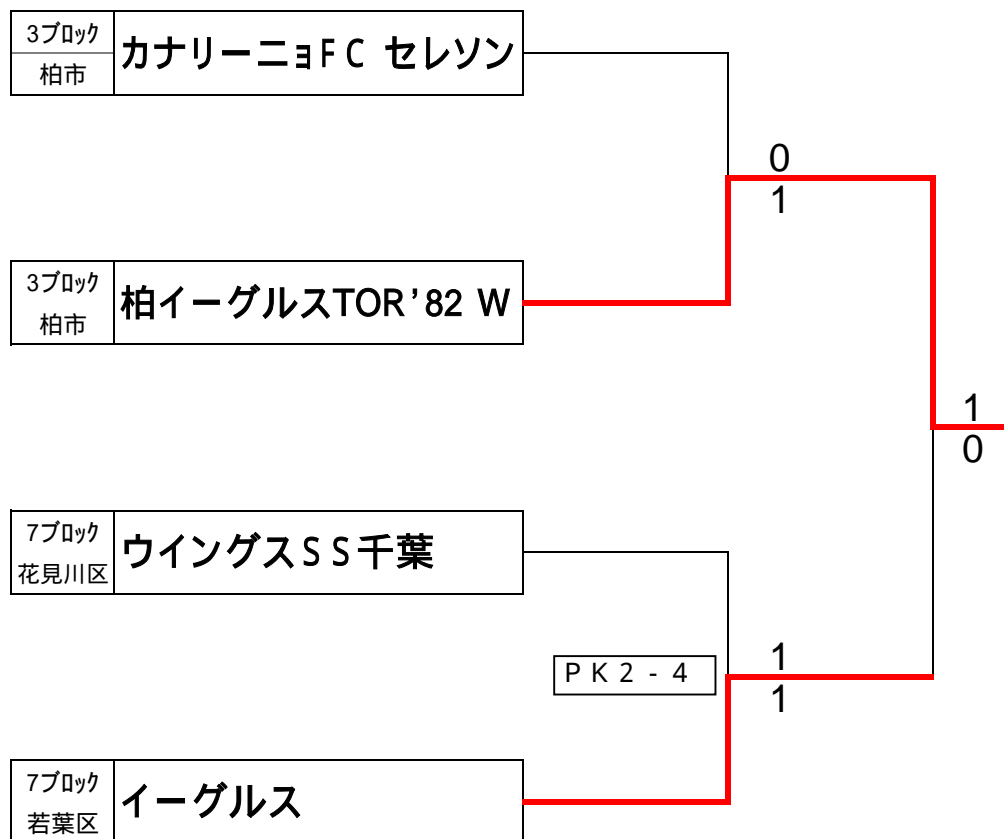 3ブロック
柏市
カナリーニョFC セレソン
0
1
3ブロック
柏市
柏イーグルスTOR’82 W
1
0
7ブロック
花見川区
ウイングスSS千葉
PK2-4
1
1
7ブロック
若葉区
イーグルス